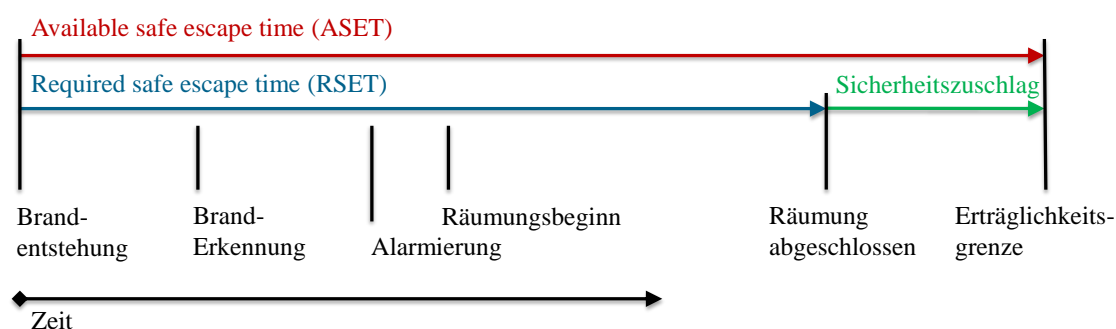 Available safe escape time (ASET)
Required safe escape time (RSET)
Sicherheitszuschlag
Brand-
entstehung
Brand-
Erkennung
Alarmierung
Räumungsbeginn
Räumung
abgeschlossen
Erträglichkeits-
grenze
Zeit